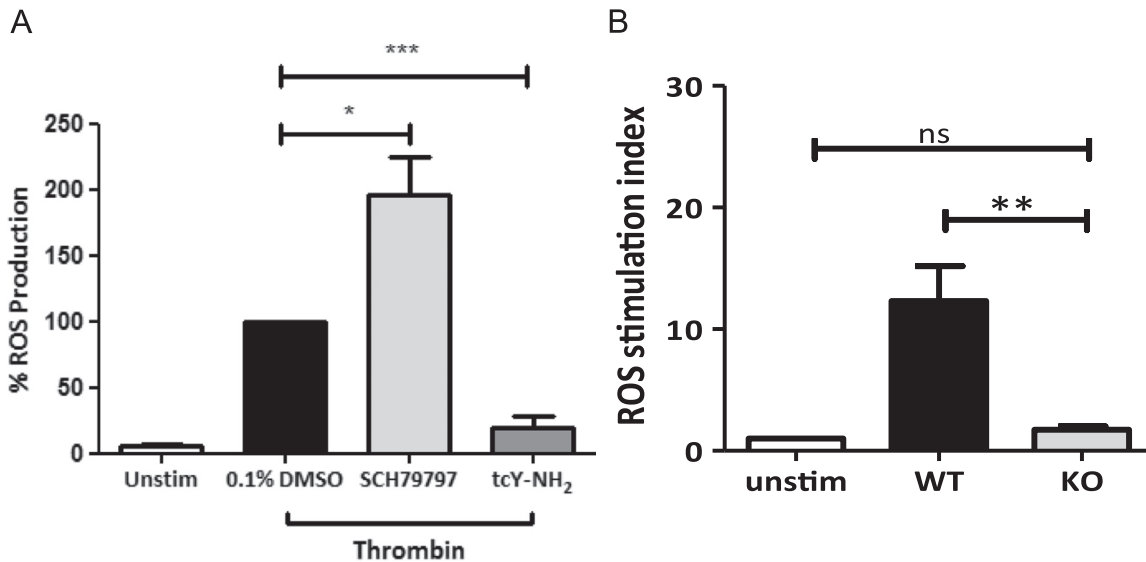 A
***
*
250
200
150
100
50
0
% ROS Production
Unstim 0.1% DMSO SCH79797 tcY-NH₂
Thrombin
B
30
20
10
0
ROS stimulation index
ns
**
unstim WT KO